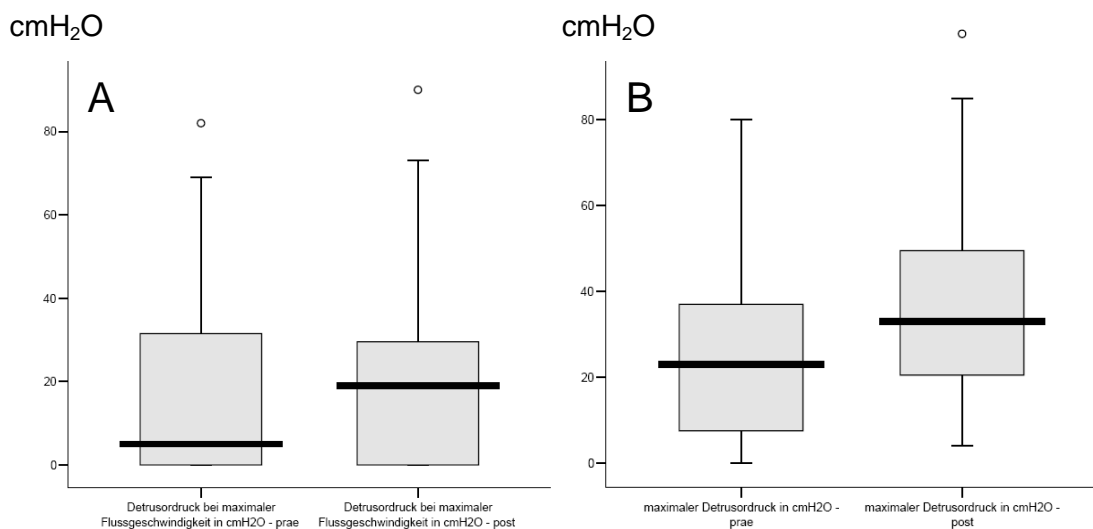 cmH₂O
A
80
60
40
20
0
Detrusordruck bei maximaler
Flussgeschwindigkeit in cmH2O - prae
Detrusordruck bei maximaler
Flussgeschwindigkeit in cmH2O - post
cmH₂O
B
80
60
40
20
0
maximaler Detrusordruck in cmH2O -
prae
maximaler Detrusordruck in cmH2O -
post